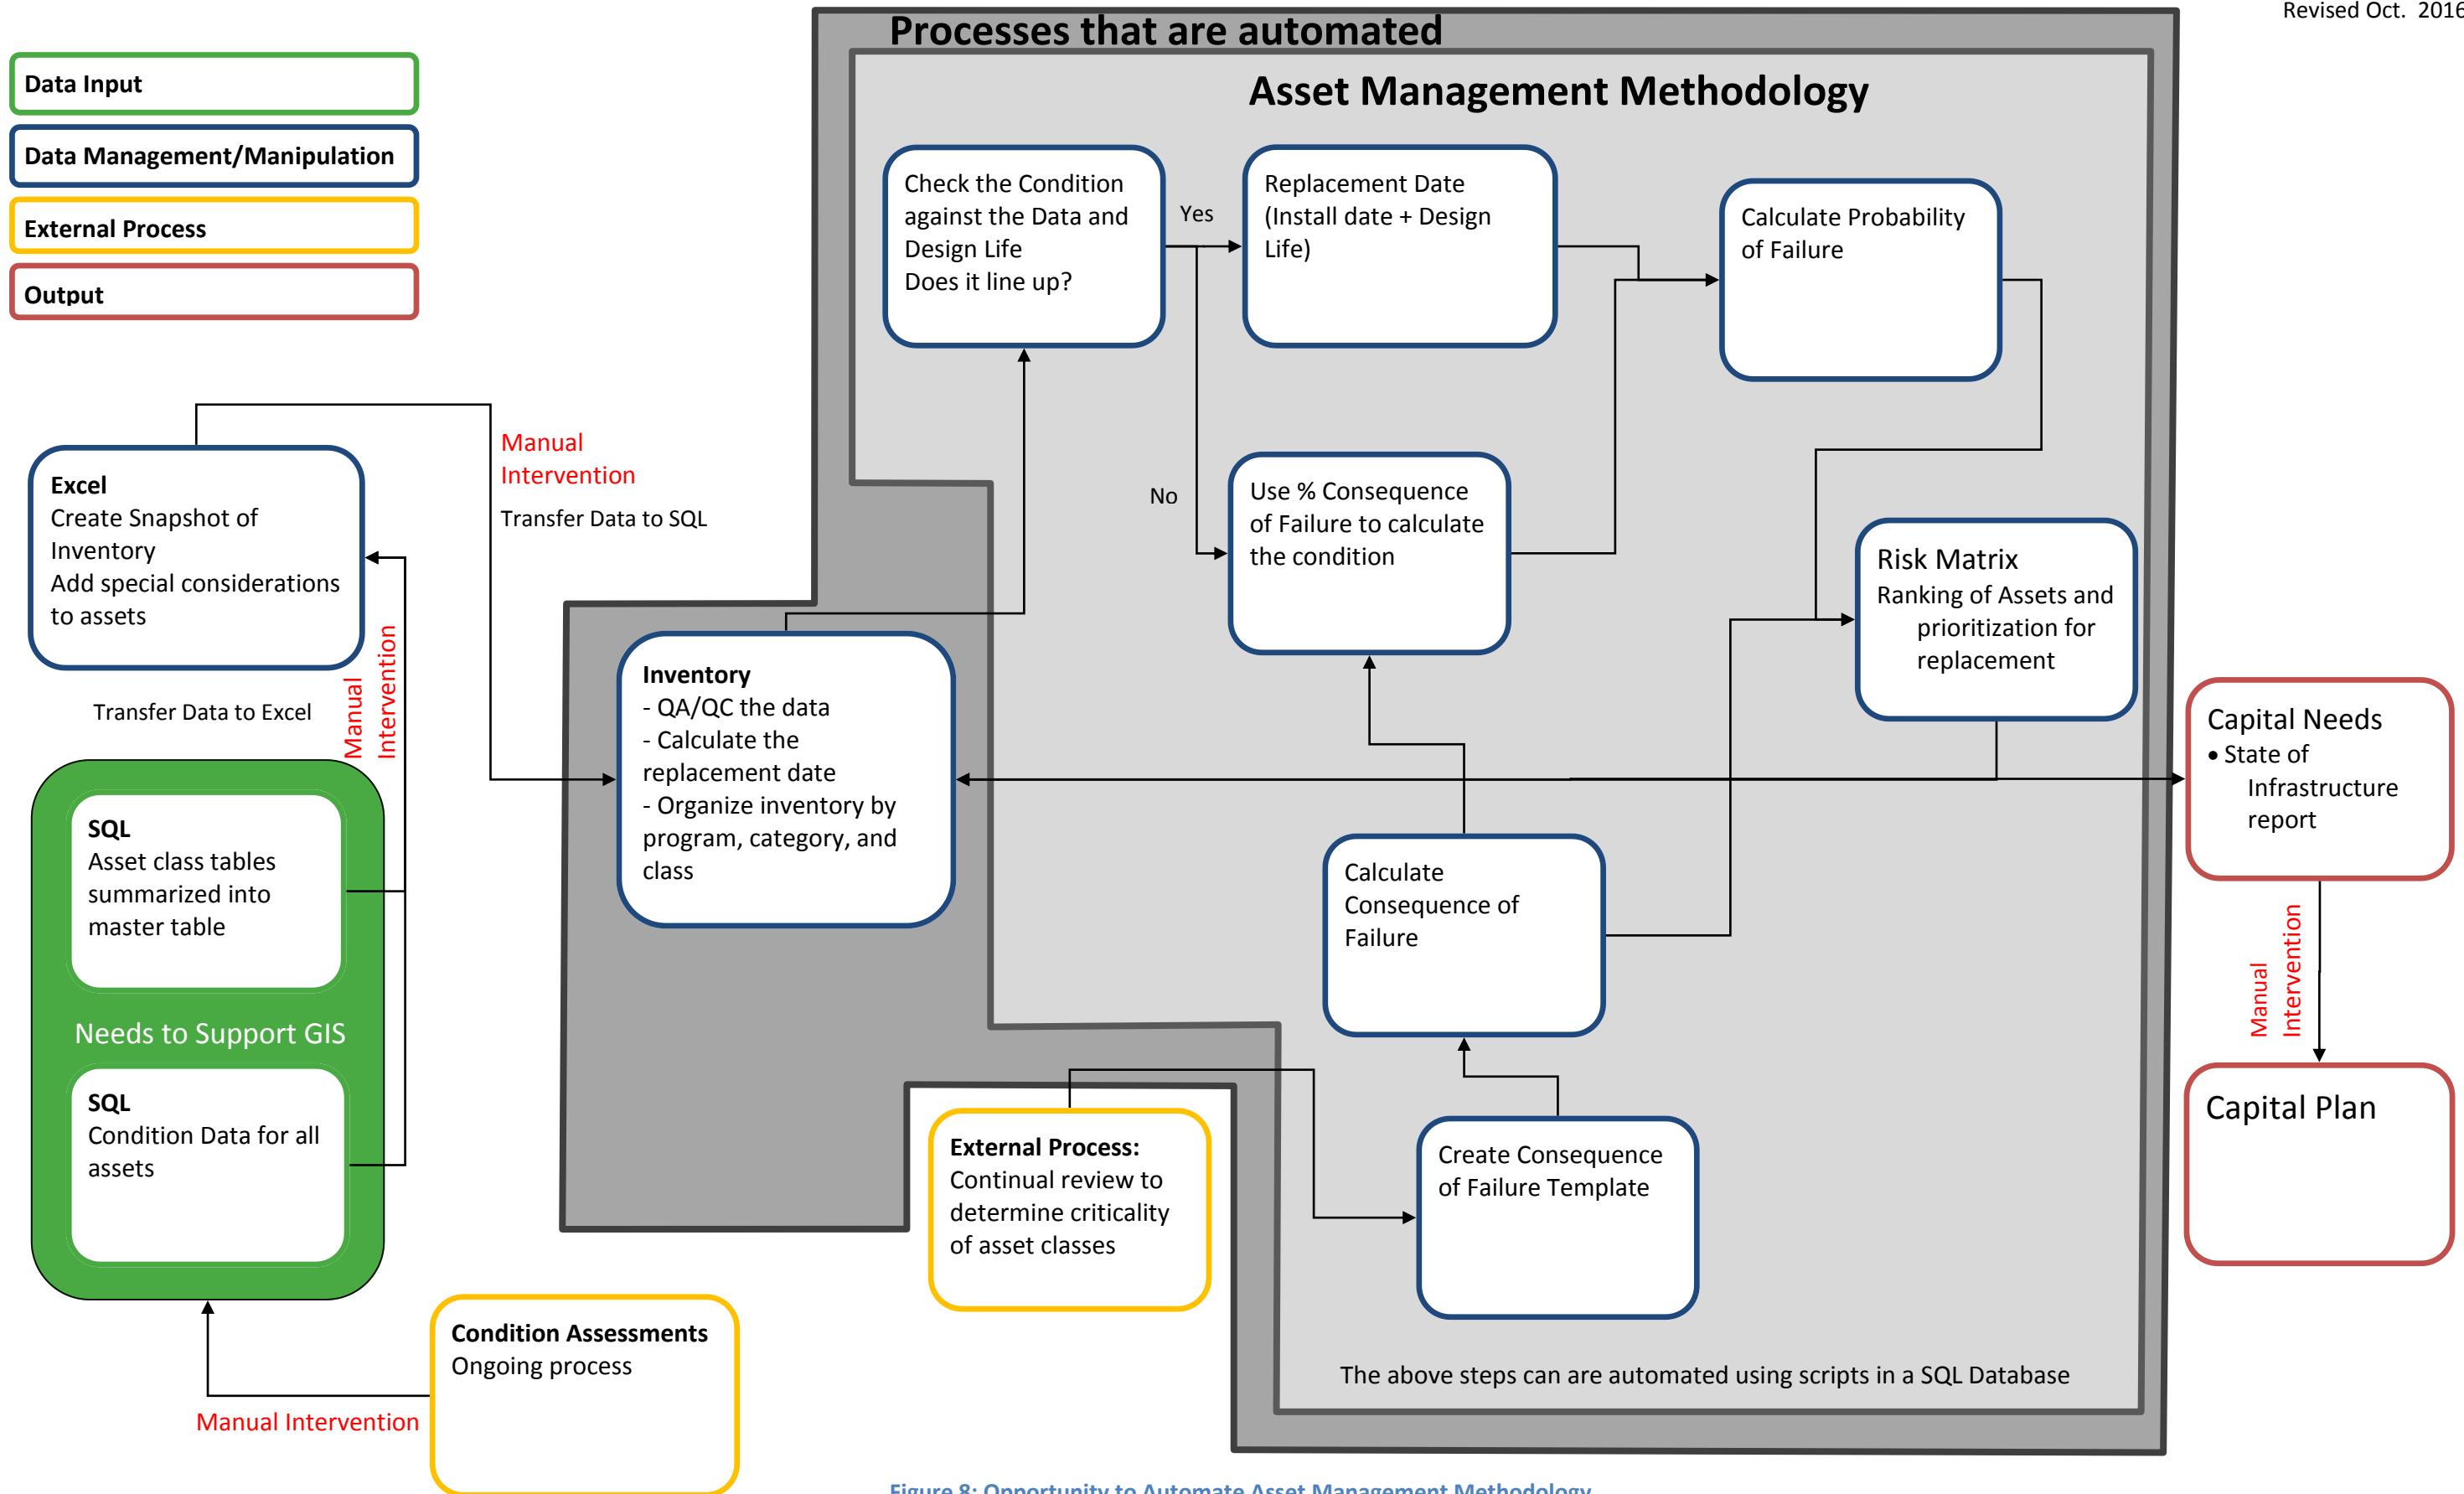 Revised Oct.  2016
Processes that are automated
Asset Management Methodology
Data Input
Data Management/Manipulation
External Process
Output
Check the Condition
against the Data and
Design Life
Does it line up?
Yes
No
Replacement Date
(Install date + Design
Life)
Calculate Probability
of Failure
Use % Consequence
of Failure to calculate
the condition
Risk Matrix
Ranking of Assets and
prioritization for
replacement
Excel
Create Snapshot of
Inventory
Add special considerations
to assets
Manual
Intervention
Transfer Data to SQL
Transfer Data to Excel
Manual
Intervention
SQL
Asset class tables
summarized into
master table
Needs to Support GIS
SQL
Condition Data for all
assets
Manual Intervention
Condition Assessments
Ongoing process
Inventory
- QA/QC the data
- Calculate the
replacement date
- Organize inventory by
program, category, and
class
Calculate
Consequence of
Failure
External Process:
Continual review to
determine criticality
of asset classes
Create Consequence
of Failure Template
The above steps can are automated using scripts in a SQL Database
Capital Needs
• State of
Infrastructure
report
Manual
Intervention
Capital Plan
Figure 8: Opportunity to Automate Asset Management Methodology